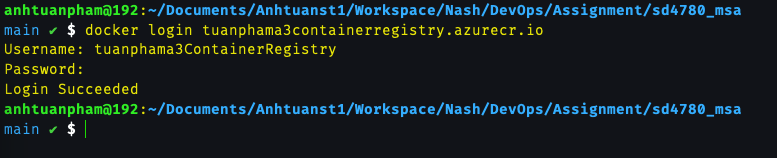 anhtuanpham@192:~/Documents/Anhtuanst1/Workspace/Nash/DevOps/Assignment/sd4780_msa
main ✔ $ docker login tuanphama3containerregistry.azurecr.io
Username: tuanphama3ContainerRegistry
Password:
Login Succeeded
anhtuanpham@192:~/Documents/Anhtuanst1/Workspace/Nash/DevOps/Assignment/sd4780_msa
main ✔ $